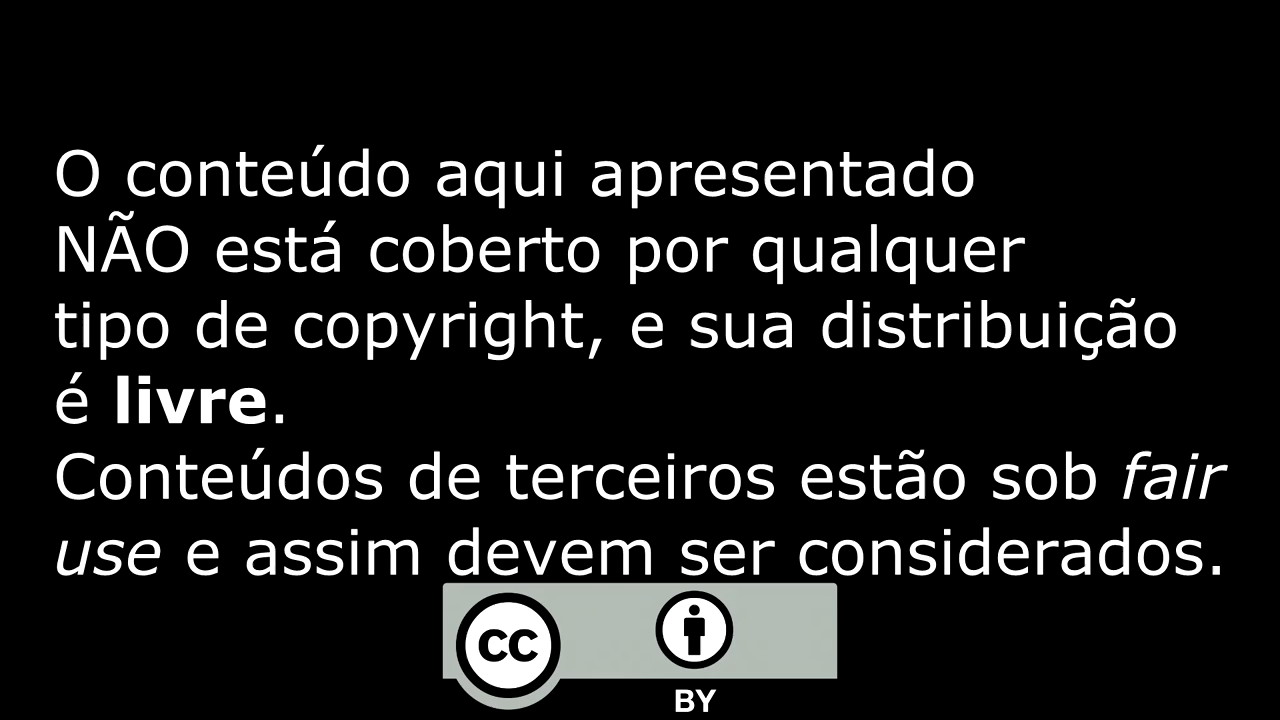 O conteúdo aqui apresentado
NÃO está coberto por qualquer
tipo de copyright, e sua distribuição
é livre.
Conteúdos de terceiros estão sob fair
use e assim devem ser considerados.
CC
BY